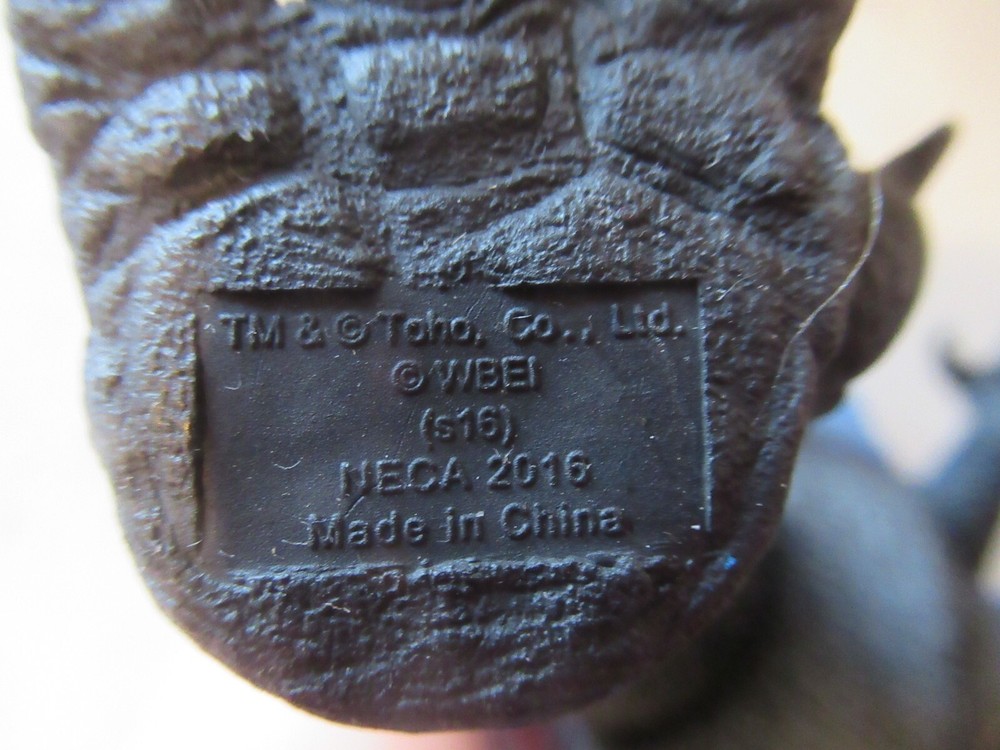 TM & © Toho, Co., Ltd.
© WBEI
(s16)
NECA 2016
Made in China